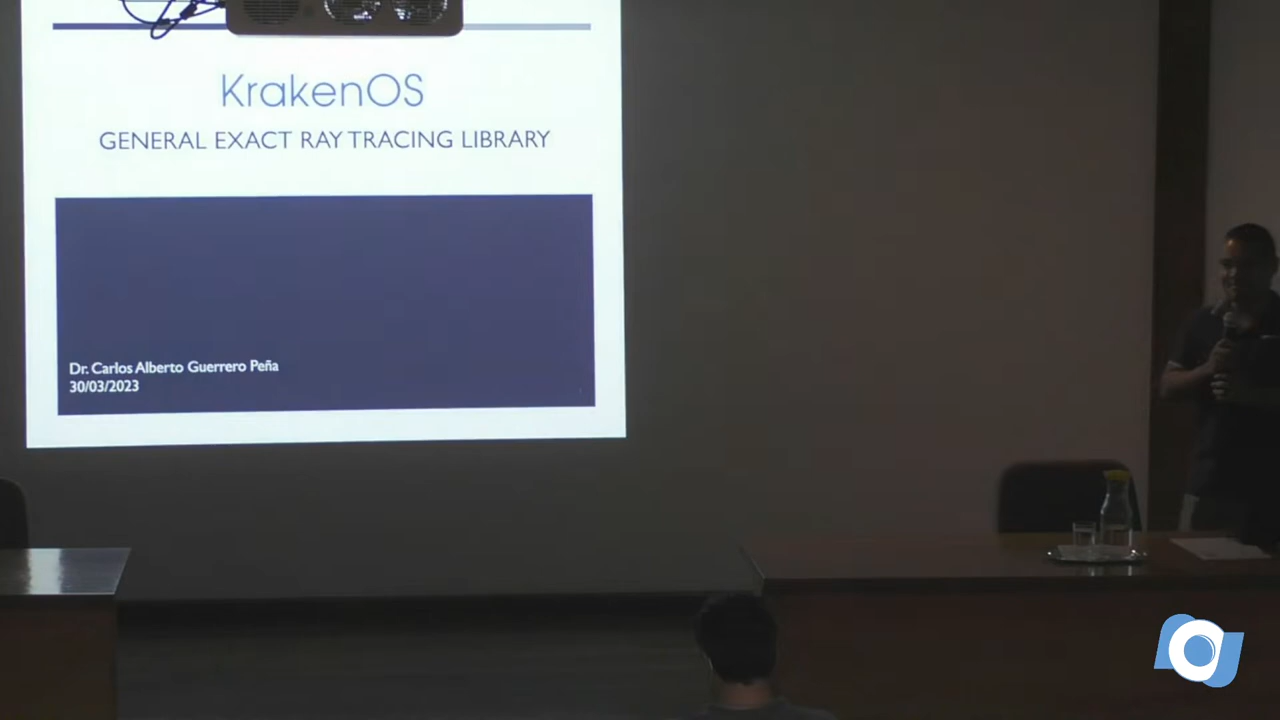 KrakenOS
GENERAL EXACT RAY TRACING LIBRARY
Dr. Carlos Alberto Guerrero Peña
30/03/2023